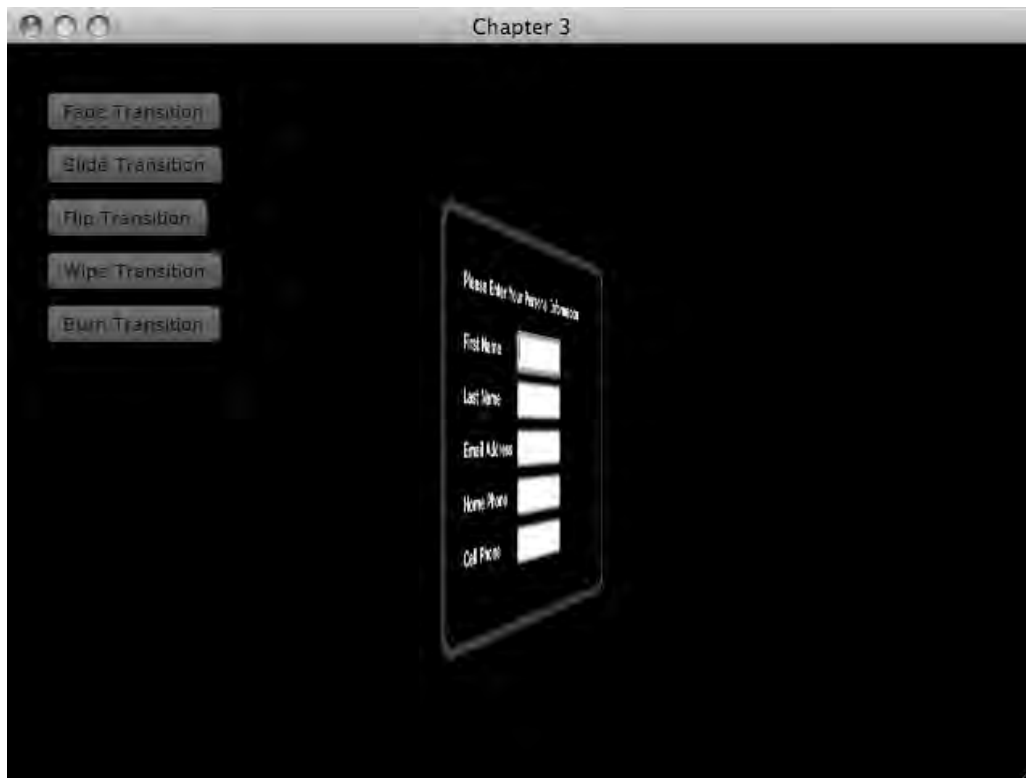 Chapter 3
Fade Transition
Slide Transition
Flip Transition
Wipe Transition
Burn Transition
Please Enter Your Personal Information
First Name
Last Name
Email Address
Home Phone
Cell Phone